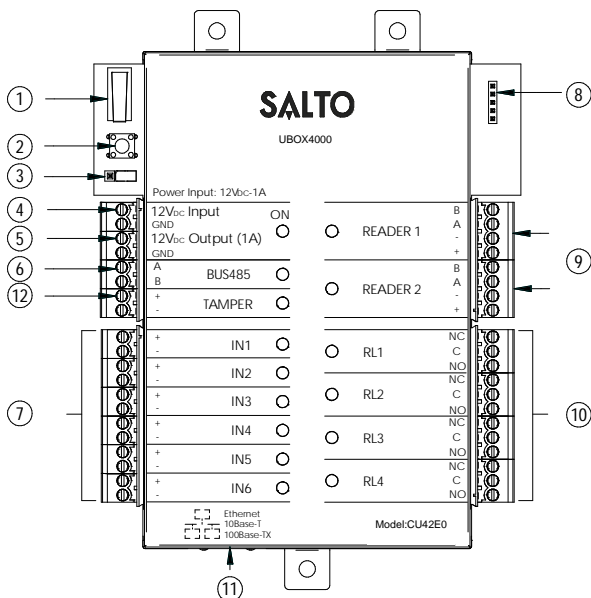 SALTO
UBOX4000
Power Input: 12VDC-1A
12VDC Input
GND
12VDC Output (1A)
GND
ON
A
B
BUS485
+
-
TAMPER
+
-
IN1
+
-
IN2
+
-
IN3
+
-
IN4
+
-
IN5
+
-
IN6
READER 1
B
A
-
+
READER 2
B
A
-
+
RL1
NC
C
NO
RL2
NC
C
NO
RL3
NC
C
NO
RL4
NC
C
NO
Ethernet
10Base-T
100Base-TX
Model:CU42E0
1
2
3
4
5
6
12
7
8
9
10
11